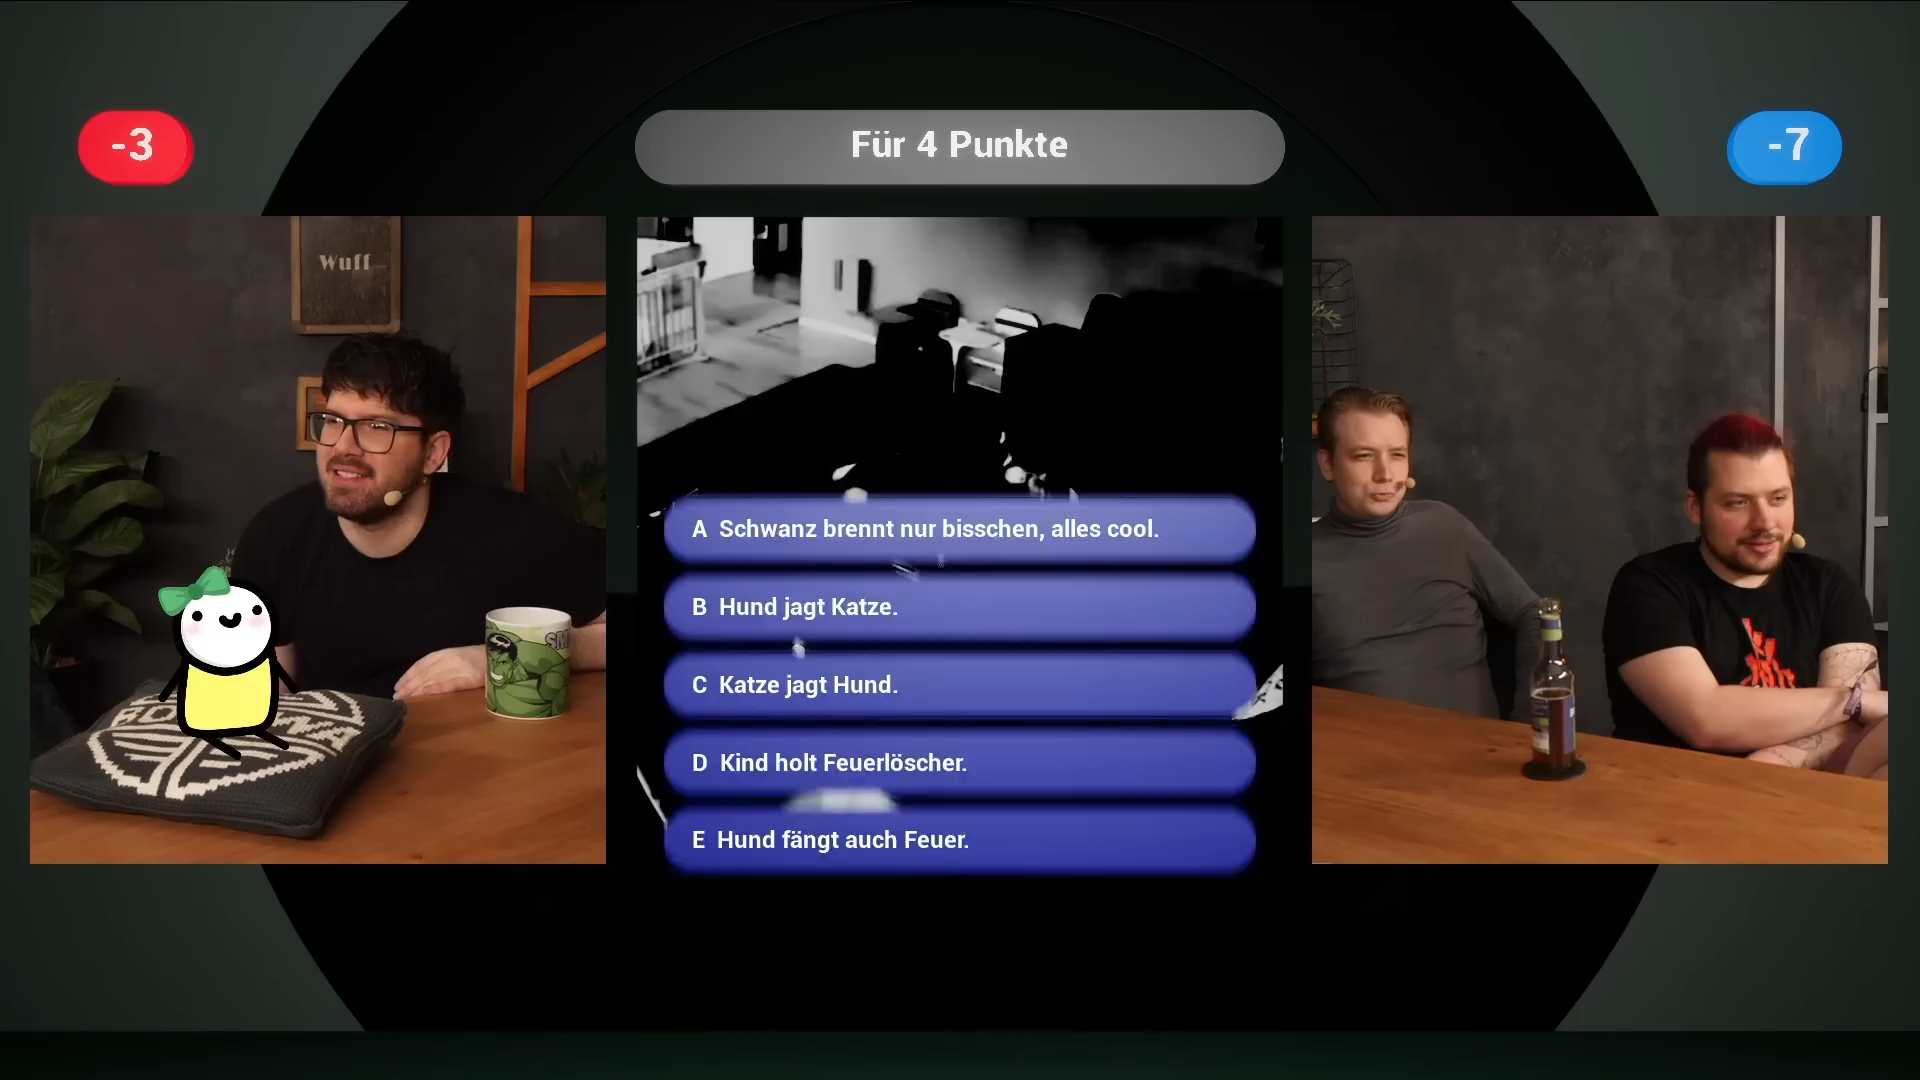 -3
Für 4 Punkte
-7
Wuff
A Schwanz brennt nur bisschen, alles cool.
B Hund jagt Katze.
C Katze jagt Hund.
D Kind holt Feuerlöscher.
E Hund fängt auch Feuer.